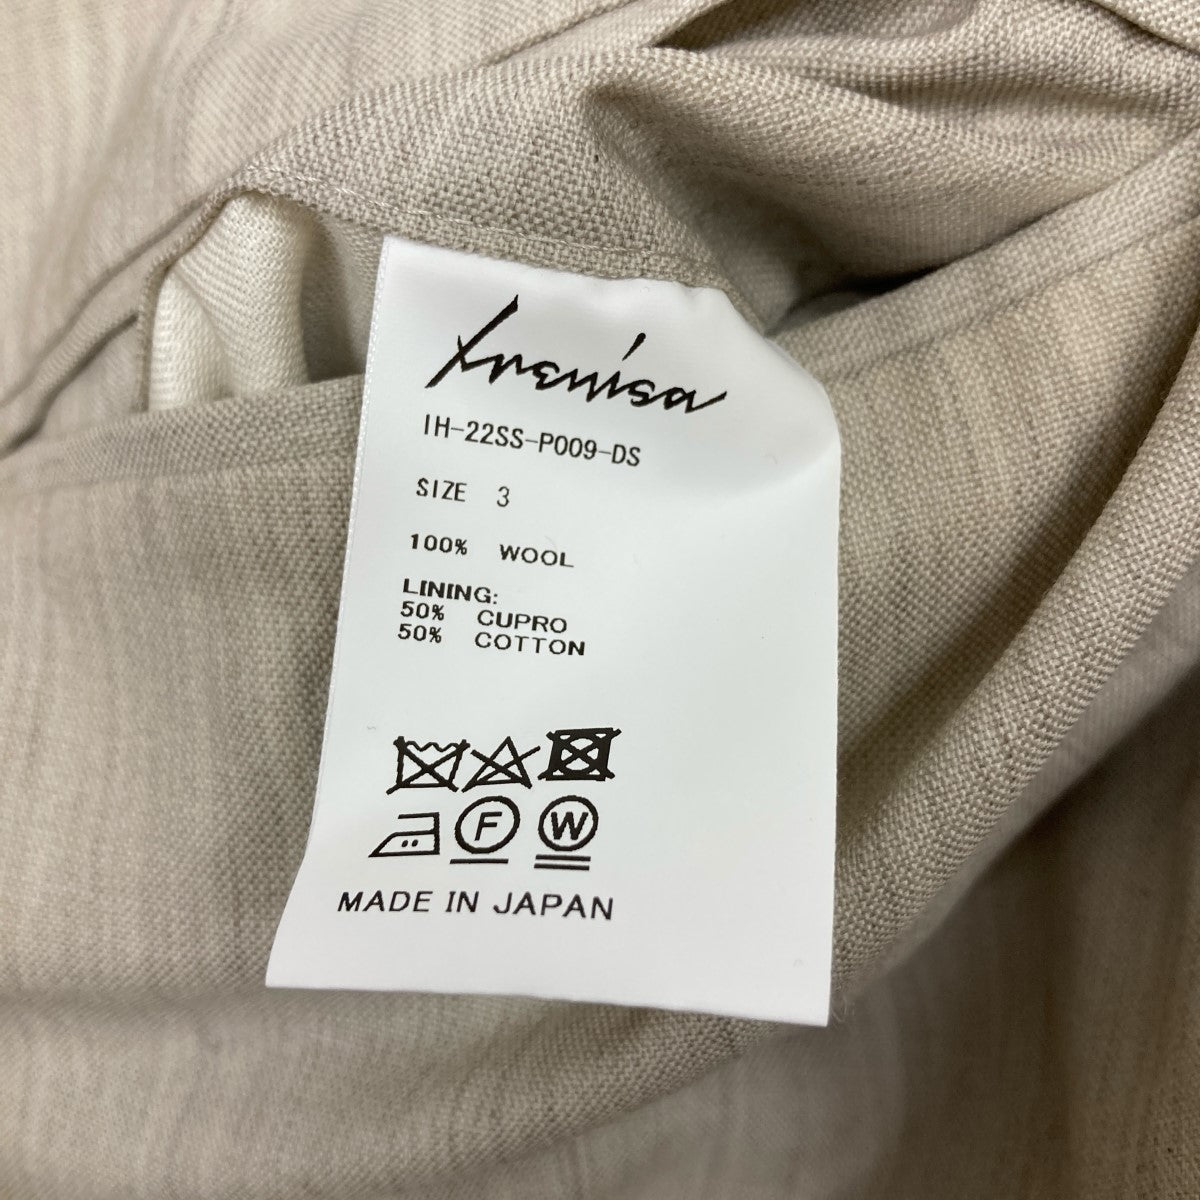 Irenisa
IH-22SS-P009-DS
SIZE 3
100% WOOL
LINING:
50% CUPRO
50% COTTON
F W
MADE IN JAPAN